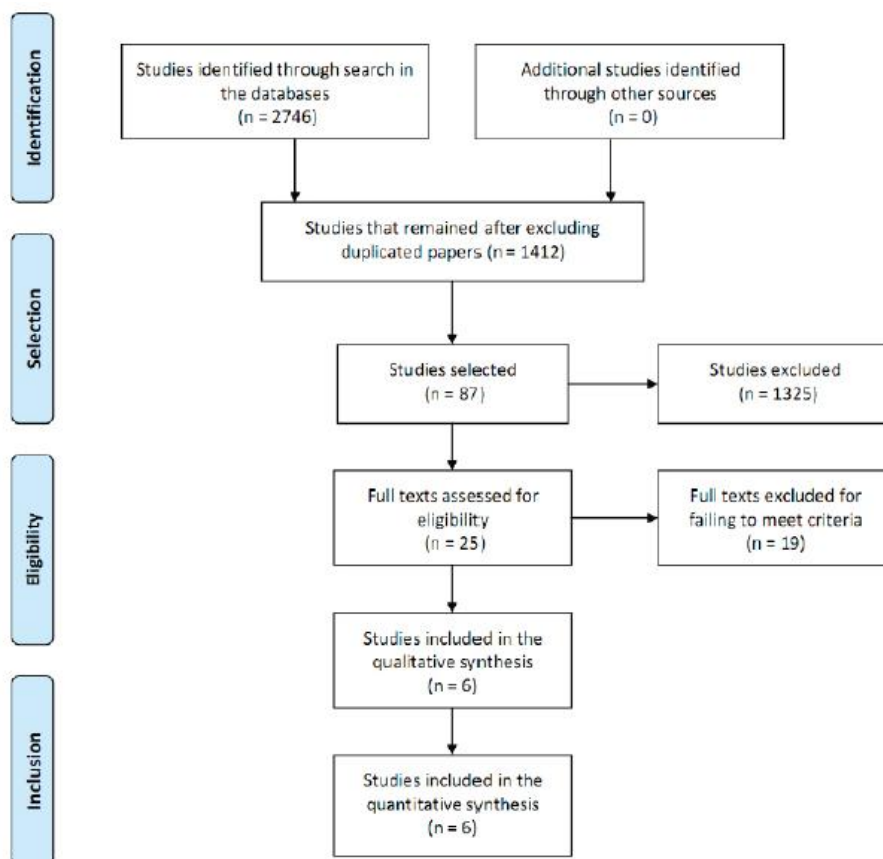 Identification
Studies identified through search in
the databases
(n = 2746)
Additional studies identified
through other sources
(n = 0)
Studies that remained after excluding
duplicated papers (n = 1412)
Selection
Studies selected
(n = 87)
Studies excluded
(n = 1325)
Eligibility
Full texts assessed for
eligibility
(n = 25)
Full texts excluded for
failing to meet criteria
(n = 19)
Studies included in the
qualitative synthesis
(n = 6)
Inclusion
Studies included in the
quantitative synthesis
(n = 6)